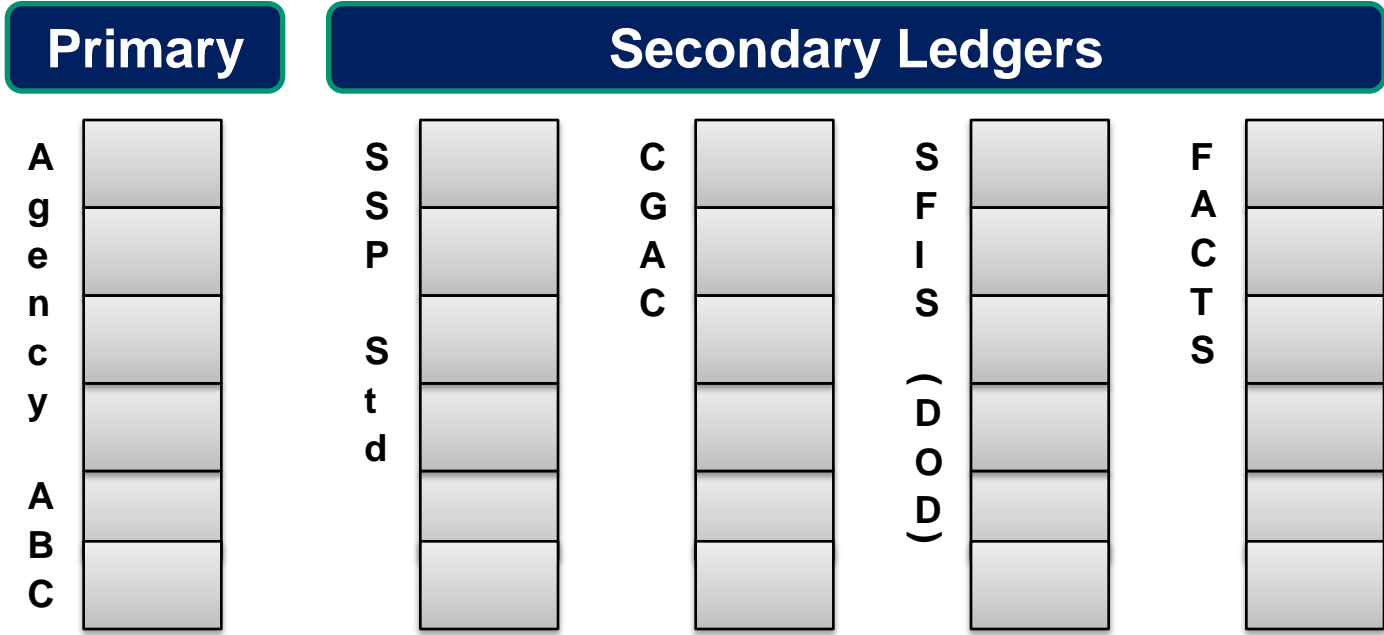 Primary
Secondary Ledgers
Agency ABC
SSP Std
CGAC
SFIS (DOD)
FACTS